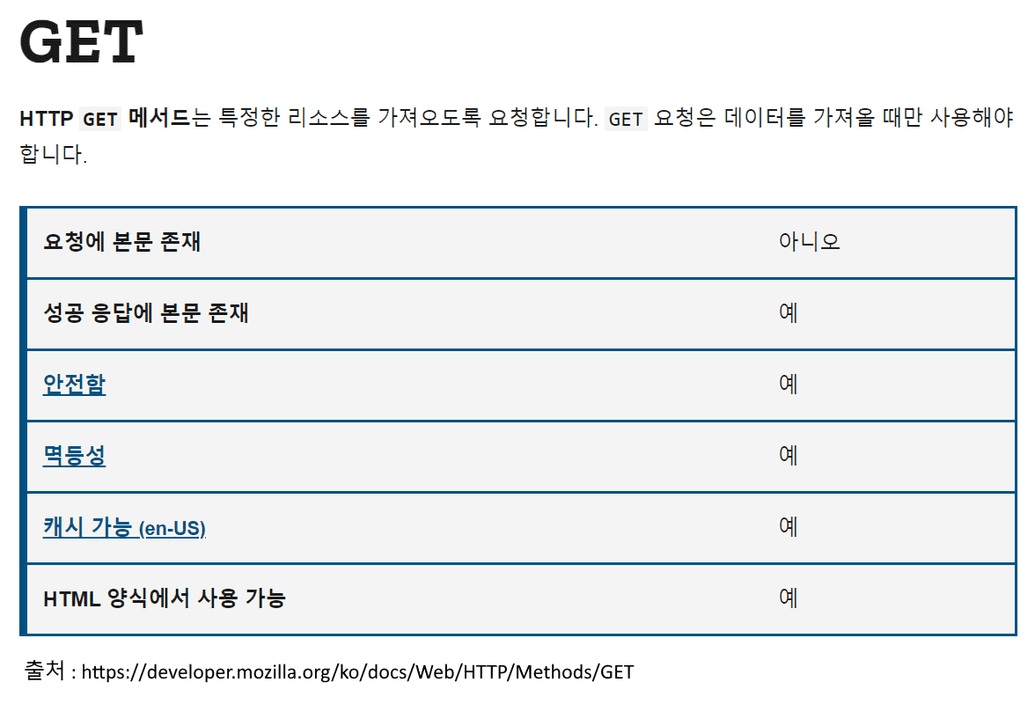 GET
HTTP GET 메서드는 특정한 리소스를 가져오도록 요청합니다. GET 요청은 데이터를 가져올 때만 사용해야
합니다.
요청에 본문 존재 아니오
성공 응답에 본문 존재 예
안전함 예
멱등성 예
캐시 가능 (en-US) 예
HTML 양식에서 사용 가능 예
출처 : https://developer.mozilla.org/ko/docs/Web/HTTP/Methods/GET